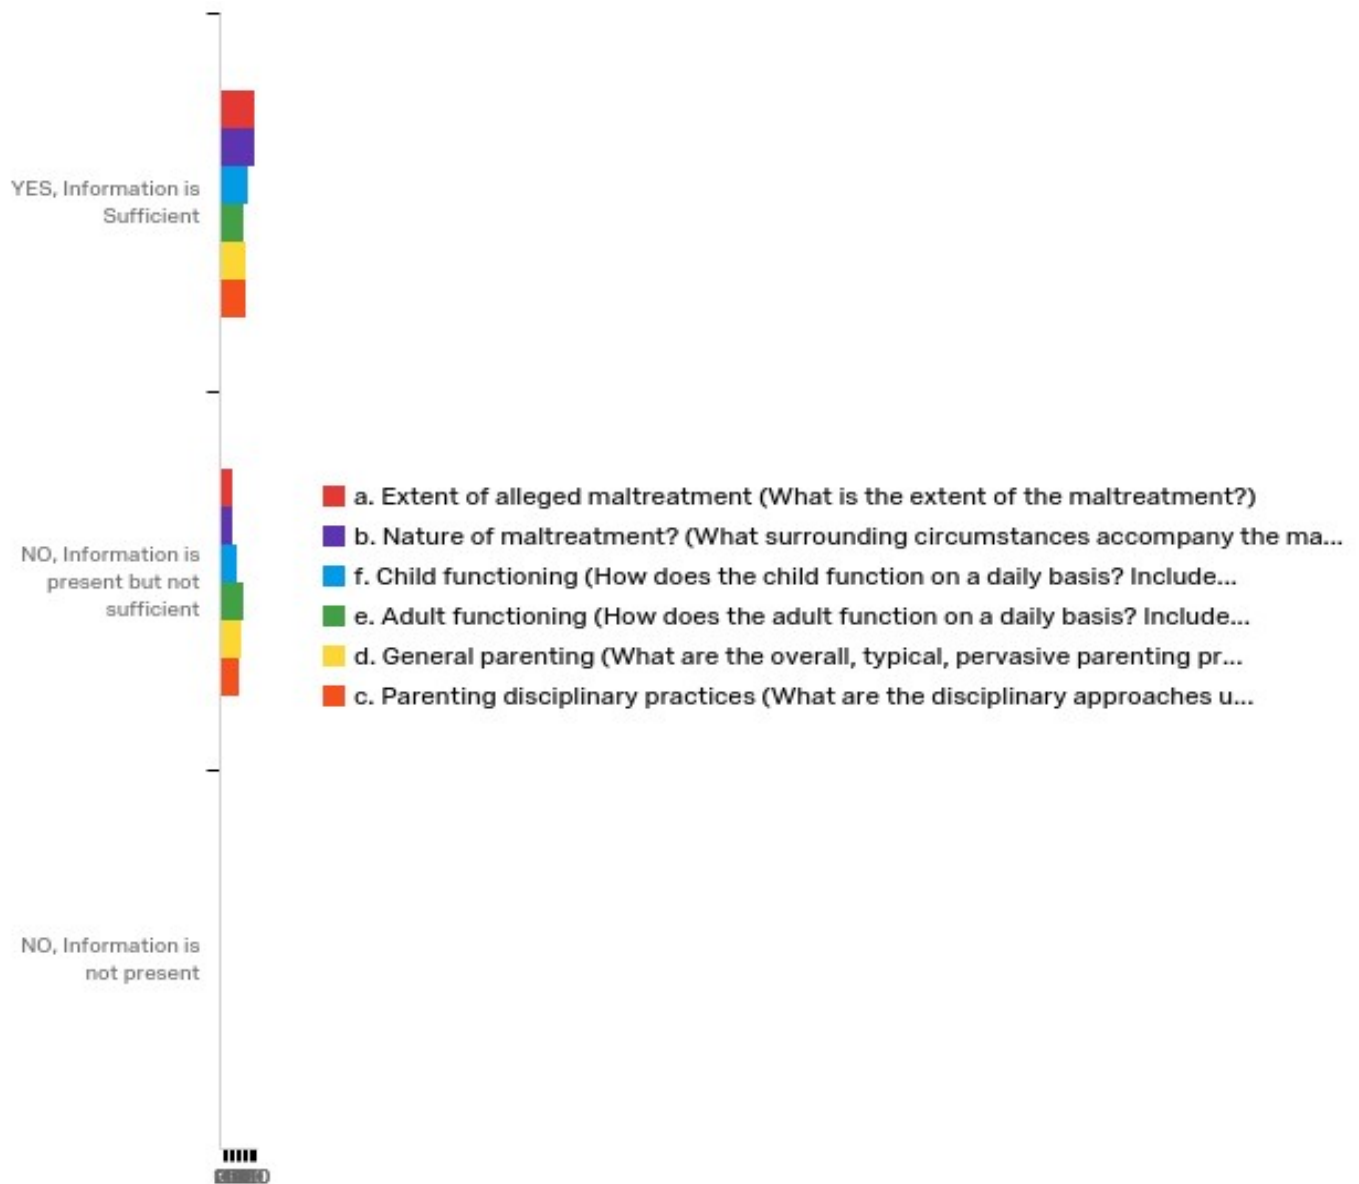 YES, Information is
Sufficient
NO, Information is
present but not
sufficient
a. Extent of alleged maltreatment (What is the extent of the maltreatment?)
b. Nature of maltreatment? (What surrounding circumstances accompany the ma...
f. Child functioning (How does the child function on a daily basis? Include...
e. Adult functioning (How does the adult function on a daily basis? Include...
d. General parenting (What are the overall, typical, pervasive parenting pr...
c. Parenting disciplinary practices (What are the disciplinary approaches u...
NO, Information is
not present